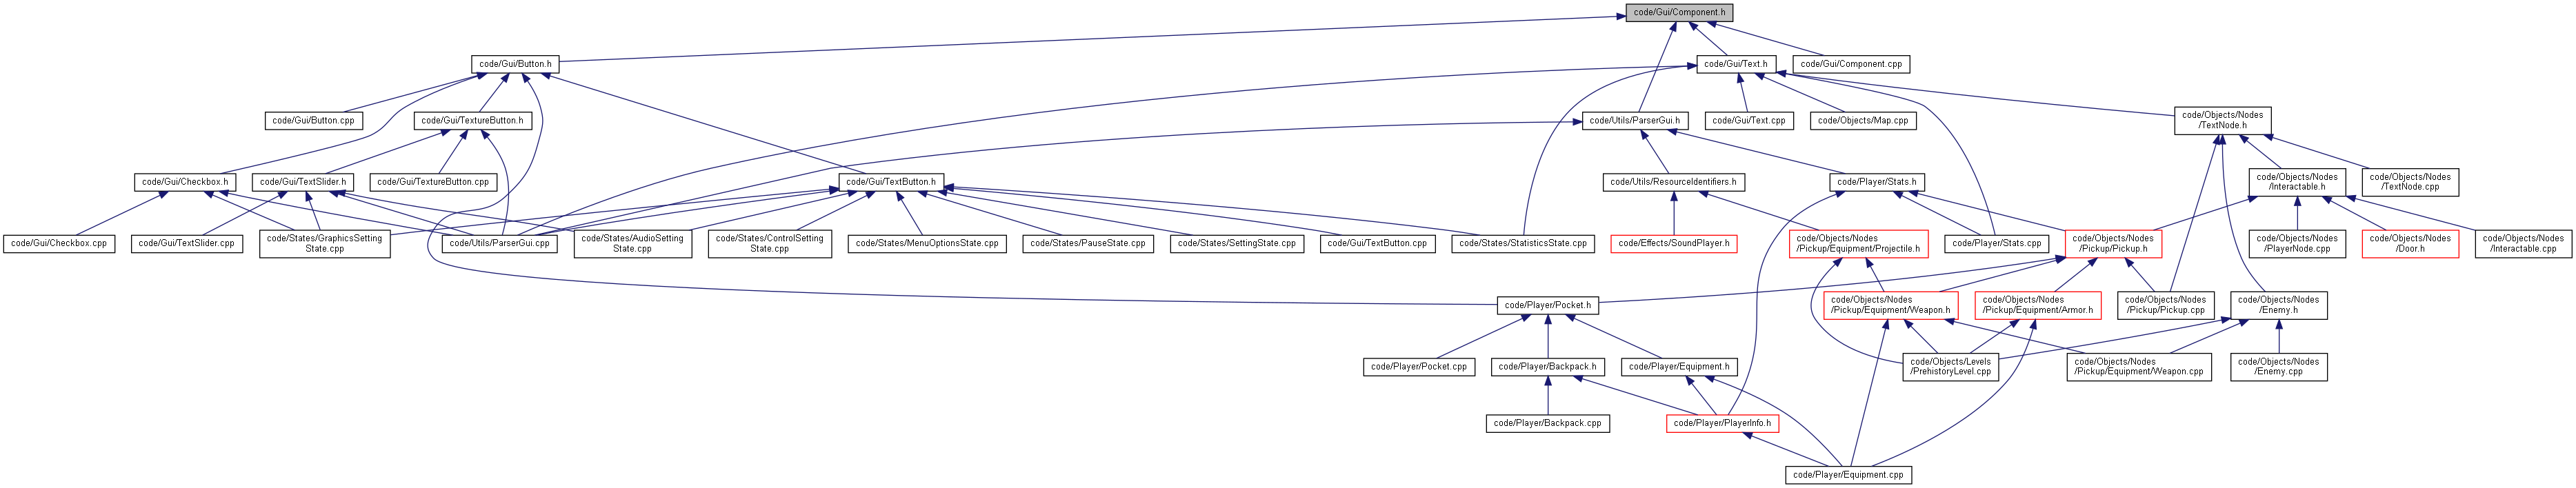 code/Gui/Component.h
code/Gui/Button.h
code/Gui/Text.h
code/Gui/Component.cpp
code/Gui/Button.cpp
code/Gui/TextureButton.h
code/Utils/ParserGui.h
code/Gui/Text.cpp
code/Objects/Map.cpp
code/Objects/Nodes
/TextNode.h
code/Gui/Checkbox.h
code/Gui/TextSlider.h
code/Gui/TextureButton.cpp
code/Gui/TextButton.h
code/Utils/ResourceIdentifiers.h
code/Player/Stats.h
code/Objects/Nodes
/Interactable.h
code/Objects/Nodes
/TextNode.cpp
code/Gui/Checkbox.cpp
code/Gui/TextSlider.cpp
code/States/GraphicsSetting
State.cpp
code/Utils/ParserGui.cpp
code/States/AudioSetting
State.cpp
code/States/ControlSetting
State.cpp
code/States/MenuOptionsState.cpp
code/States/PauseState.cpp
code/States/SettingState.cpp
code/Gui/TextButton.cpp
code/States/StatisticsState.cpp
code/Effects/SoundPlayer.h
code/Objects/Nodes
/Pickup/Equipment/Projectile.h
code/Player/Stats.cpp
code/Objects/Nodes
/Pickup/Pickup.h
code/Objects/Nodes
/PlayerNode.cpp
code/Objects/Nodes
/Door.h
code/Objects/Nodes
/Interactable.cpp
code/Player/Pocket.h
code/Objects/Nodes
/Pickup/Equipment/Weapon.h
code/Objects/Nodes
/Pickup/Equipment/Armor.h
code/Objects/Nodes
/Pickup/Pickup.cpp
code/Objects/Nodes
/Enemy.h
code/Player/Pocket.cpp
code/Player/Backpack.h
code/Player/Equipment.h
code/Objects/Levels
/PrehistoryLevel.cpp
code/Objects/Nodes
/Pickup/Equipment/Weapon.cpp
code/Objects/Nodes
/Enemy.cpp
code/Player/Backpack.cpp
code/Player/PlayerInfo.h
code/Player/Equipment.cpp